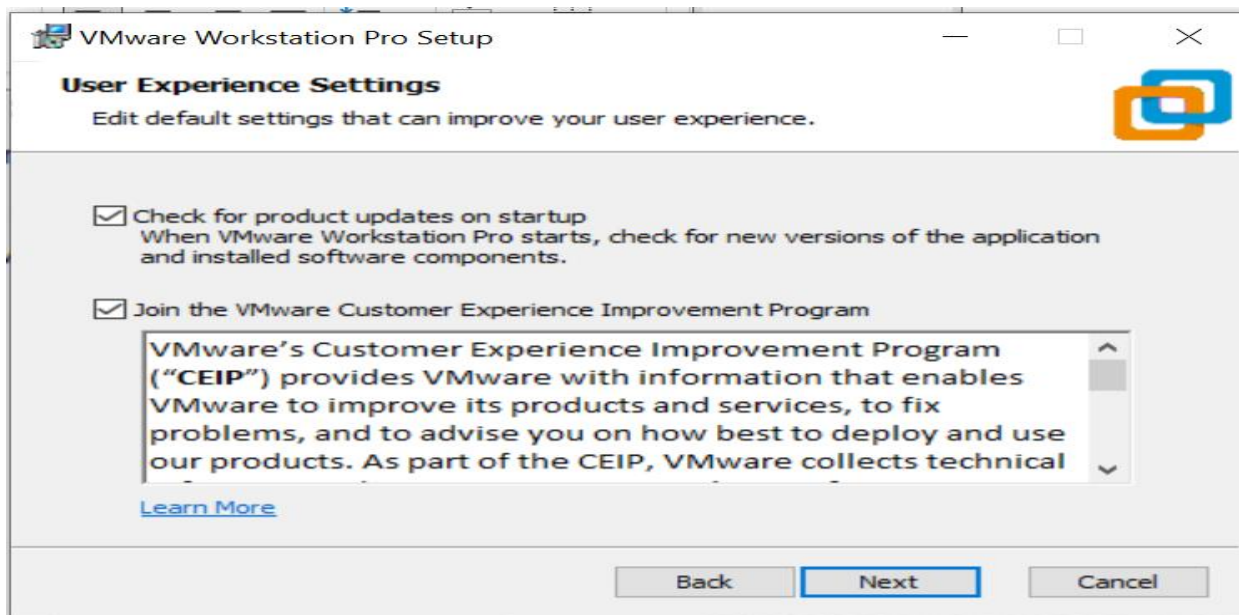 VMware Workstation Pro Setup
User Experience Settings
Edit default settings that can improve your user experience.
Check for product updates on startup
When VMware Workstation Pro starts, check for new versions of the application
and installed software components.
Join the VMware Customer Experience Improvement Program
VMware's Customer Experience Improvement Program
("CEIP") provides VMware with information that enables
VMware to improve its products and services, to fix
problems, and to advise you on how best to deploy and use
our products. As part of the CEIP, VMware collects technical
Learn More
Back
Next
Cancel